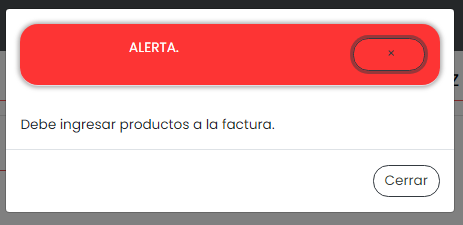 ALERTA.
×
Z
Debe ingresar productos a la factura.
Cerrar